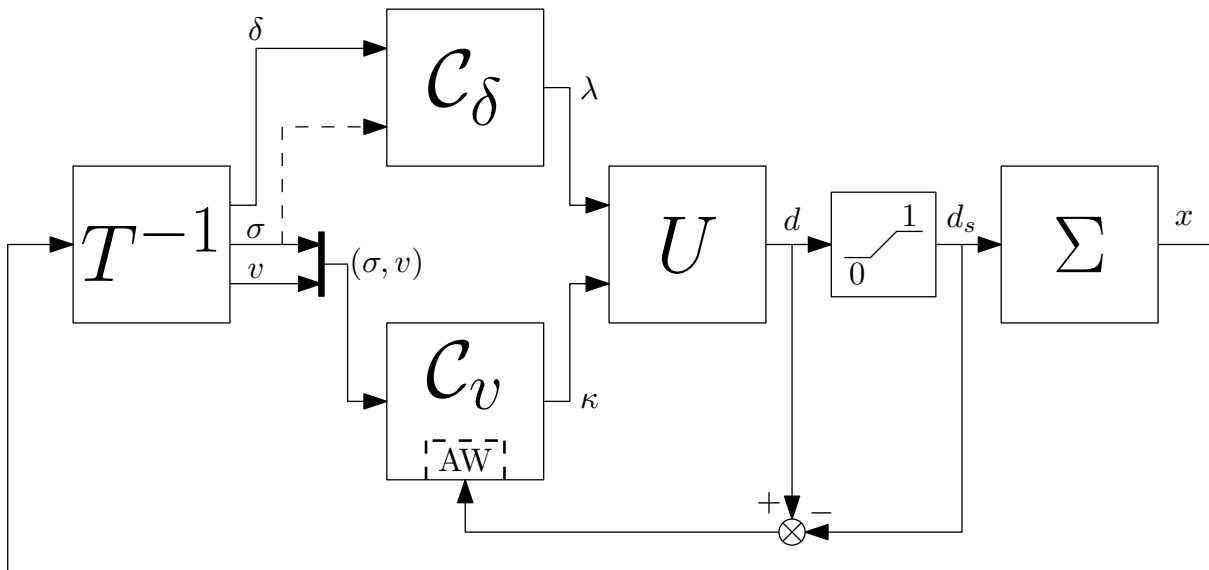 δ
𝒞_δ
λ
T⁻¹
σ
v
(σ, v)
U
d
0
1
d_s
Σ
x
𝒞_v
AW
κ
+
−